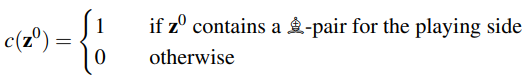 c(z⁰) = { 1 if z⁰ contains a ♗-pair for the playing side
0 otherwise